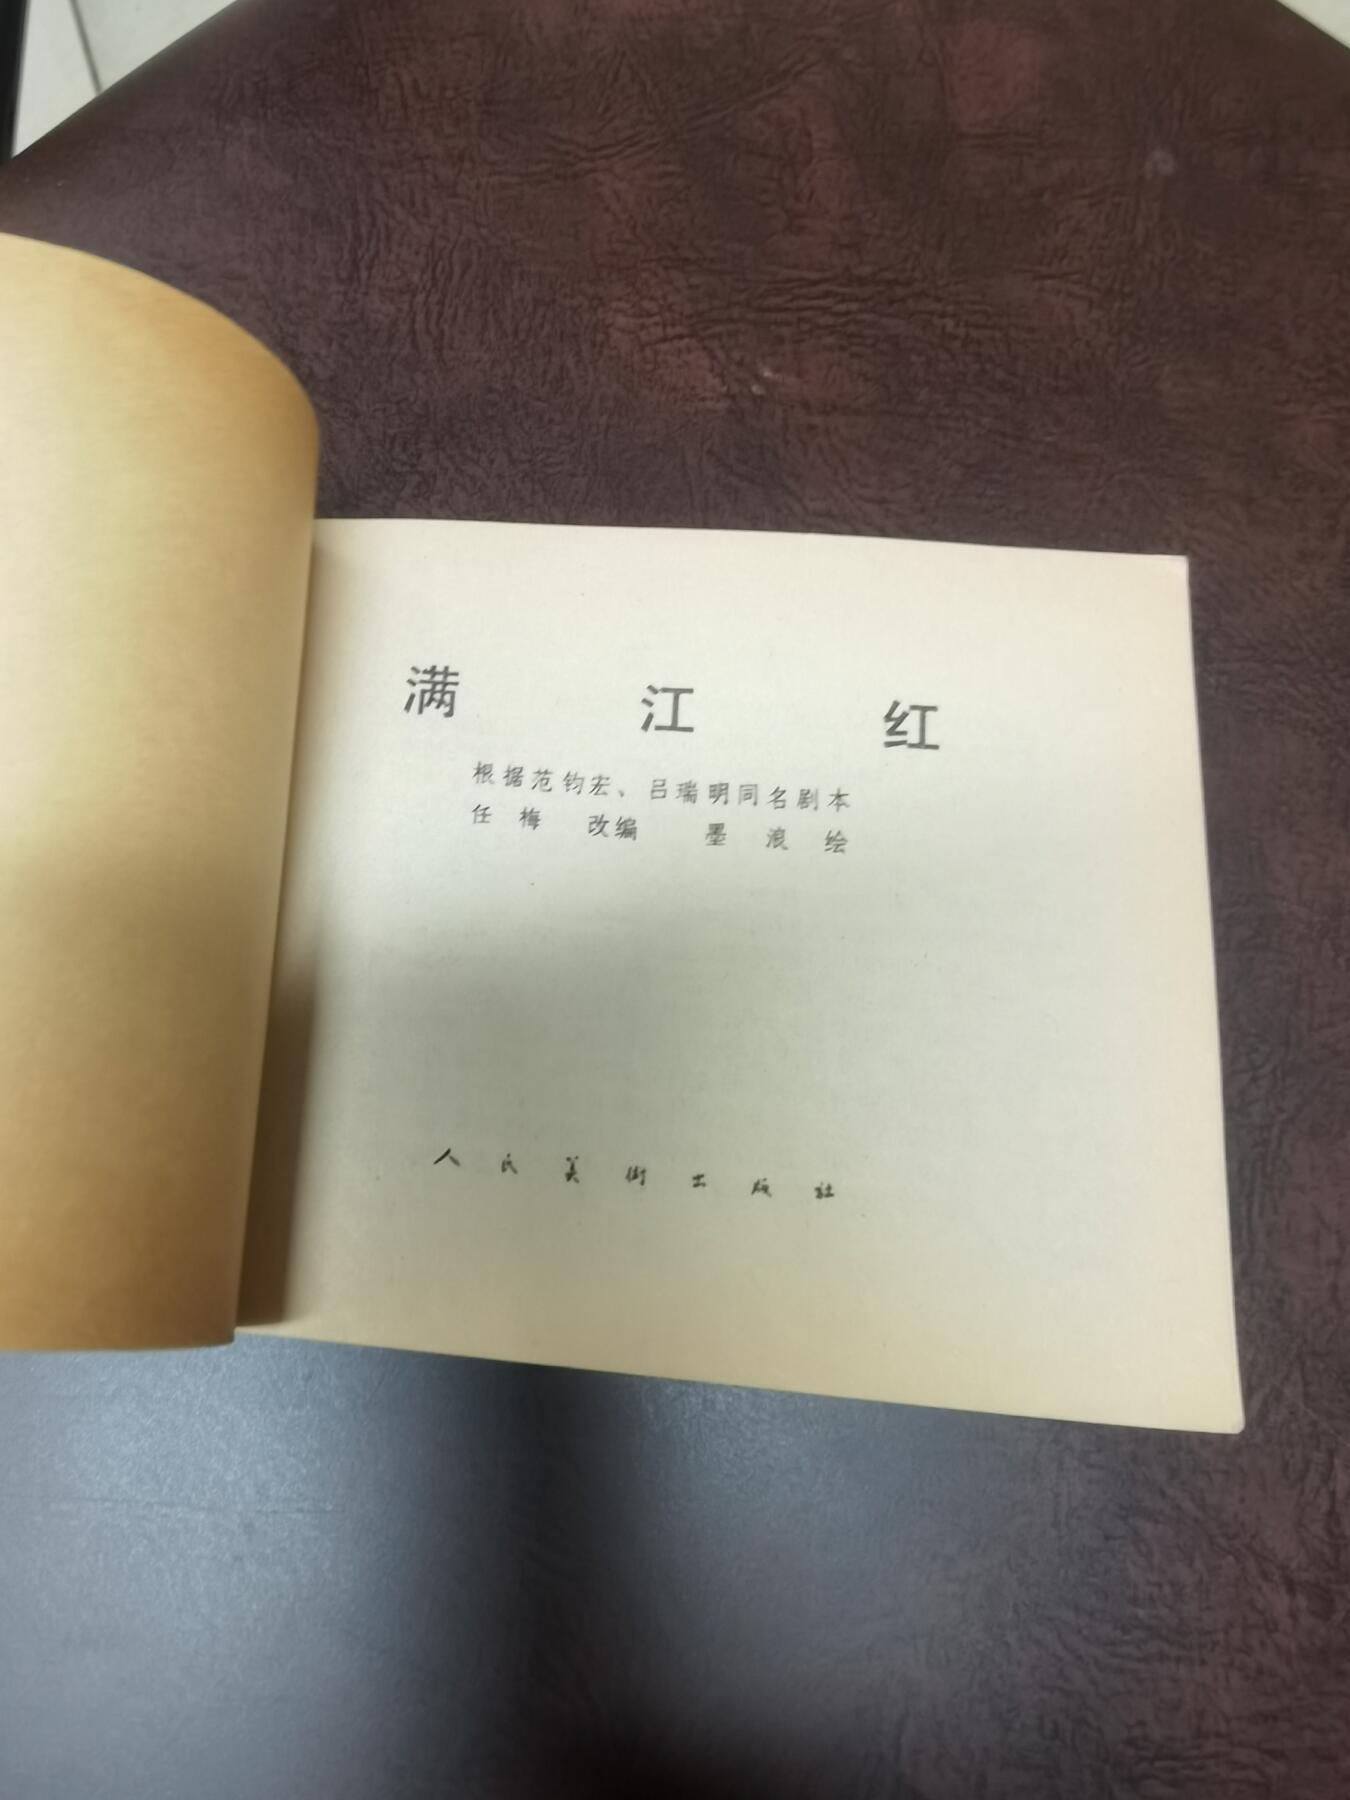 满江红
根据范钧宏、吕瑞明同名剧本
任梅 改编 墨浪绘
人民美术出版社